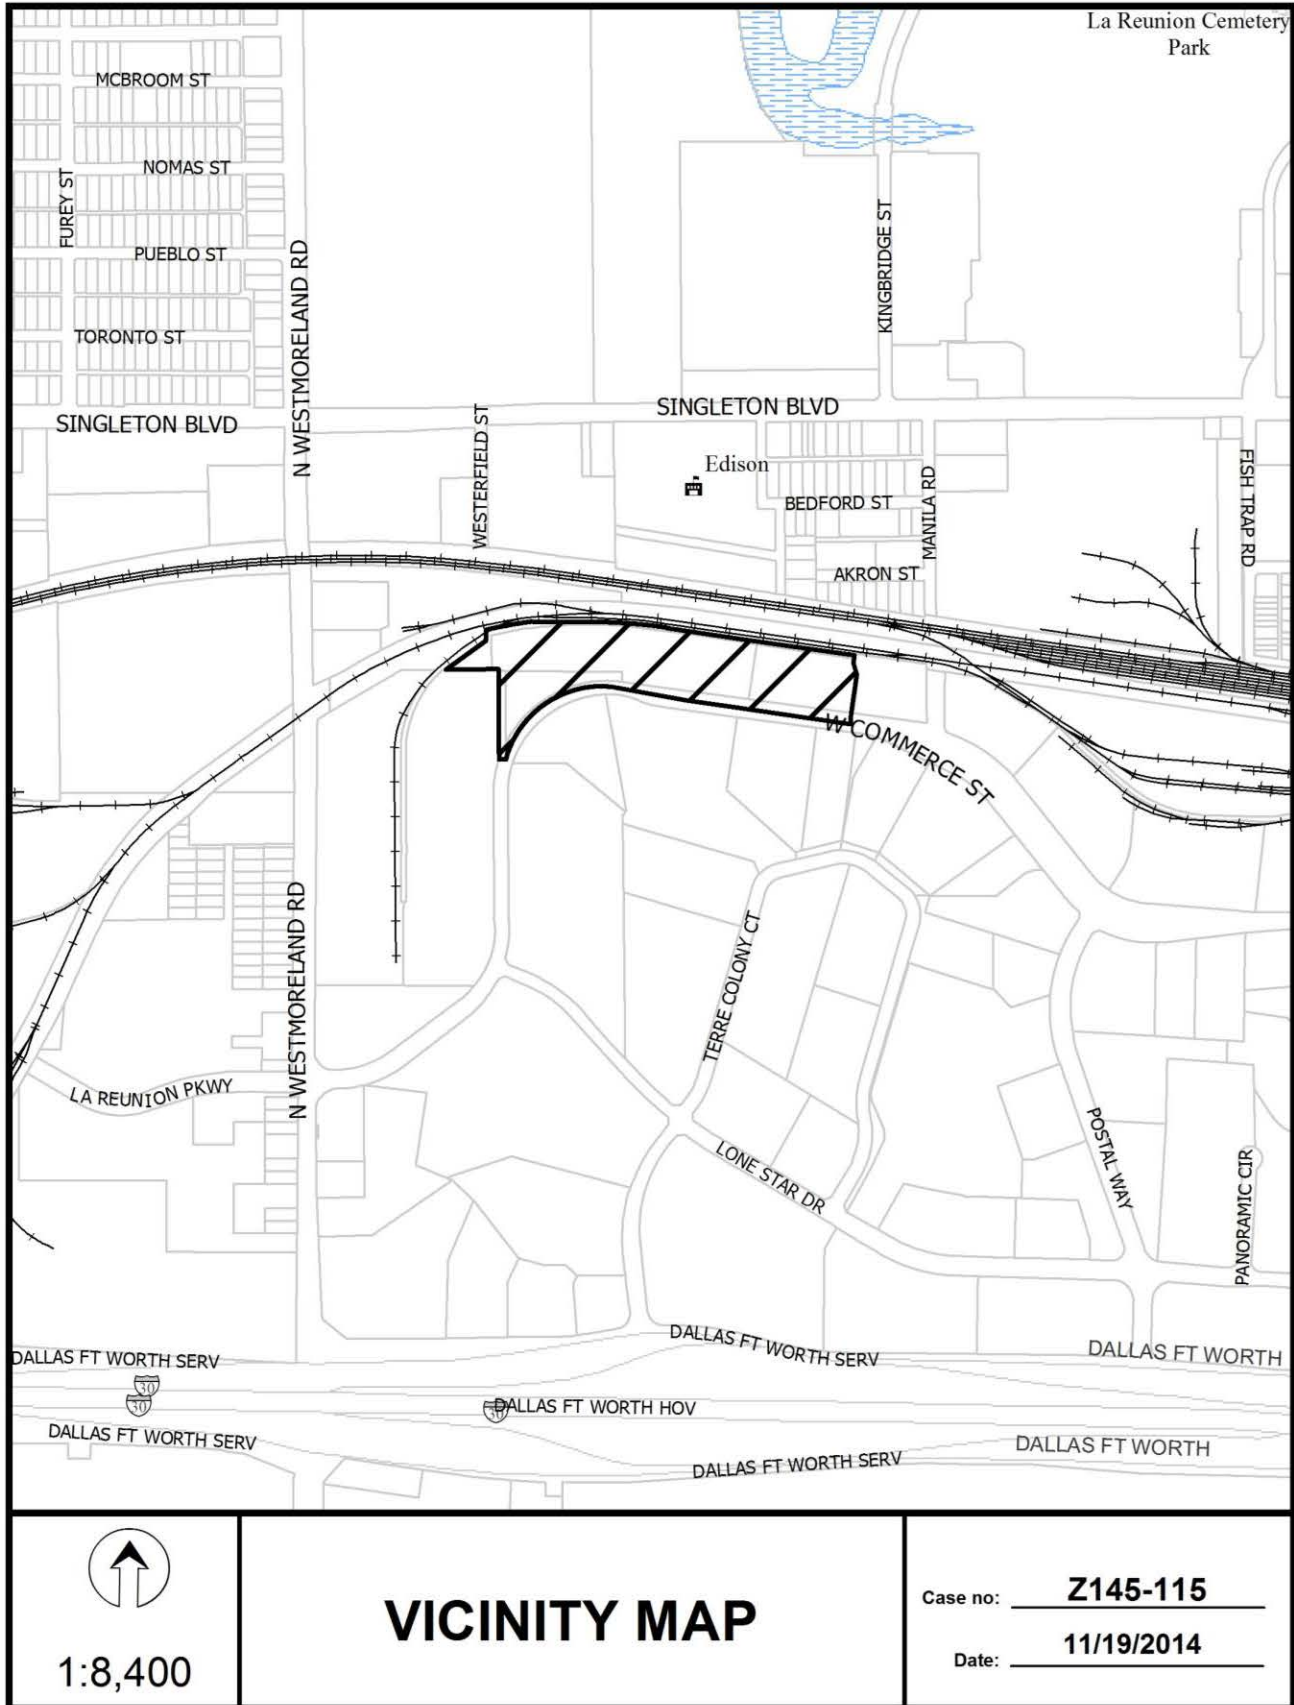 La Reunion Cemetery
Park
MCBROOM ST
NOMAS ST
FUREY ST
PUEBLO ST
N WESTMORELAND RD
KINGBRIDGE ST
TORONTO ST
SINGLETON BLVD
SINGLETON BLVD
WESTERFIELD ST
Edison
BEDFORD ST
MANILA RD
FISH TRAP RD
AKRON ST
W COMMERCE ST
N WESTMORELAND RD
TERRE COLONY CT
LA REUNION PKWY
LONE STAR DR
POSTAL WAY
PANORAMIC CIR
DALLAS FT WORTH SERV
DALLAS FT WORTH SERV
DALLAS FT WORTH
30
30
30
DALLAS FT WORTH HOV
DALLAS FT WORTH SERV
DALLAS FT WORTH SERV
DALLAS FT WORTH
1:8,400
VICINITY MAP
Case no: Z145-115
Date: 11/19/2014